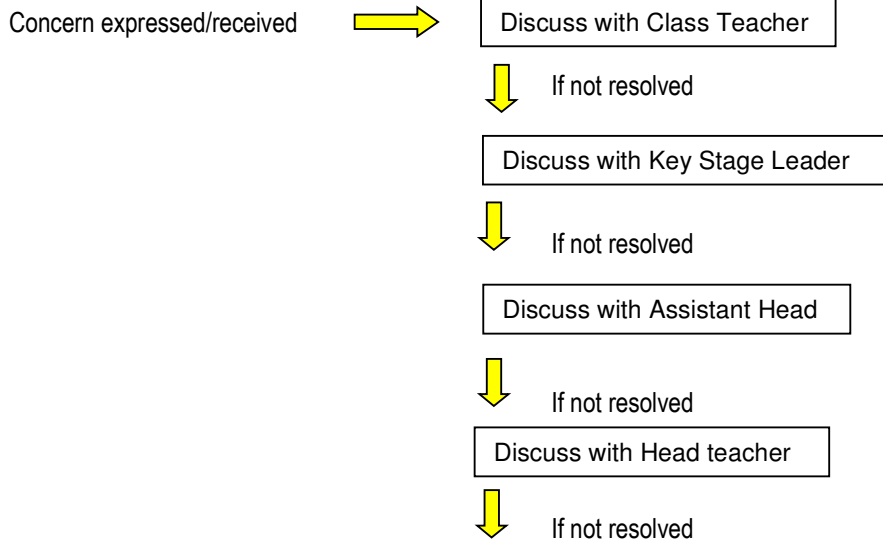 Concern expressed/received
Discuss with Class Teacher
If not resolved
Discuss with Key Stage Leader
If not resolved
Discuss with Assistant Head
If not resolved
Discuss with Head teacher
If not resolved